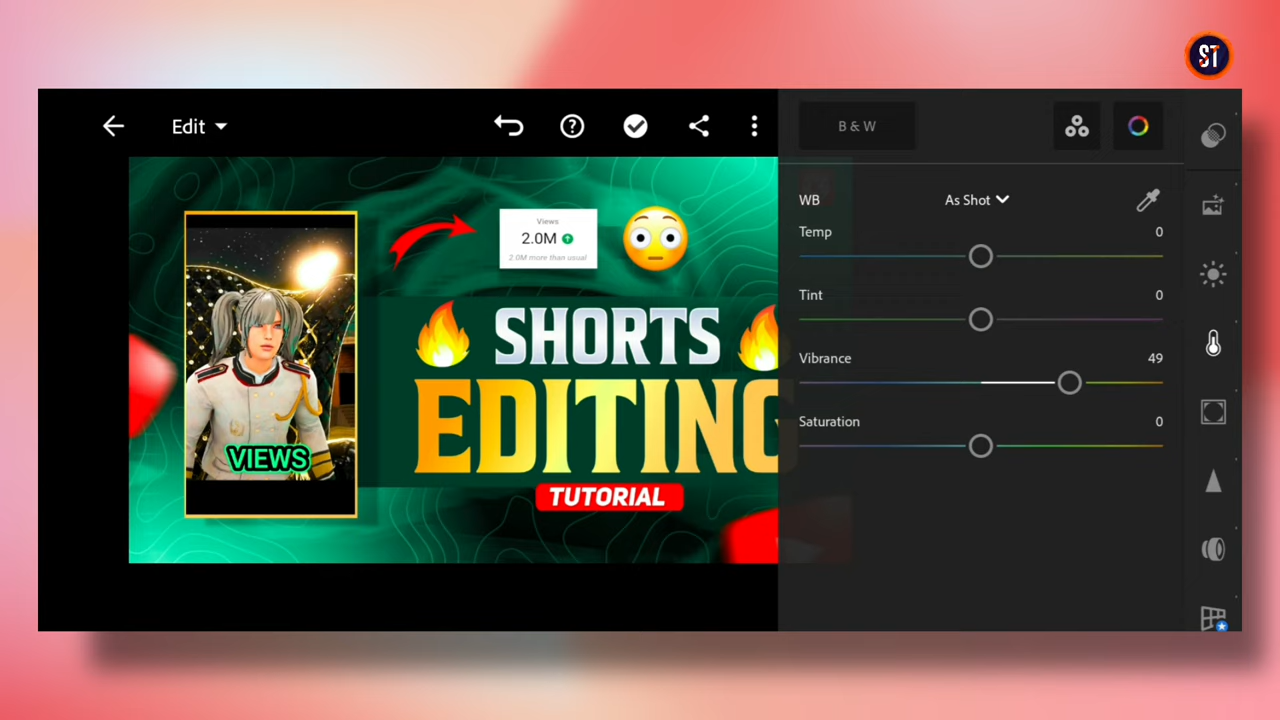 ST
Edit
B & W
WB
As Shot
Temp
0
Tint
0
Vibrance
49
Saturation
0
Views
2.0M
2.0M more than usual
SHORTS
EDITING
TUTORIAL
VIEWS